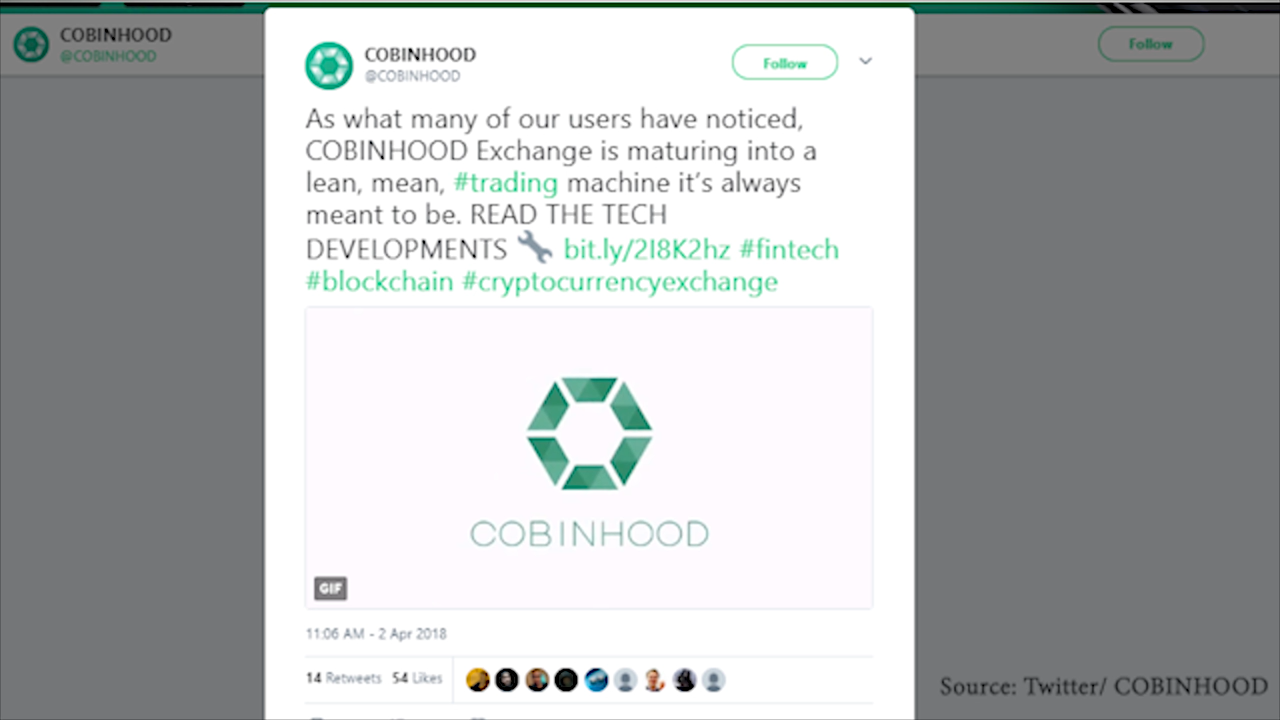 COBINHOOD
@COBINHOOD
Follow
COBINHOOD
@COBINHOOD
Follow
As what many of our users have noticed,
COBINHOOD Exchange is maturing into a
lean, mean, #trading machine it's always
meant to be. READ THE TECH
DEVELOPMENTS 🔧 bit.ly/2I8K2hz #fintech
#blockchain #cryptocurrencyexchange
COBINHOOD
GIF
11:06 AM - 2 Apr 2018
14 Retweets 54 Likes
Source: Twitter/ COBINHOOD